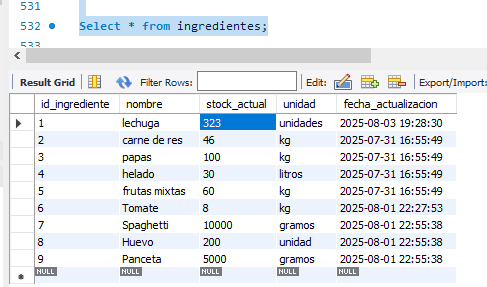 531
532 Select * from ingredientes;
533
Result Grid Filter Rows: Edit: Export/Import:
id_ingrediente nombre stock_actual unidad fecha_actualizacion
1 lechuga 323 unidades 2025-08-03 19:28:30
2 carne de res 46 kg 2025-07-31 16:55:49
3 papas 100 kg 2025-07-31 16:55:49
4 helado 30 litros 2025-07-31 16:55:49
5 frutas mixtas 60 kg 2025-07-31 16:55:49
6 Tomate 8 kg 2025-08-01 22:27:53
7 Spaghetti 10000 gramos 2025-08-01 22:55:38
8 Huevo 200 unidad 2025-08-01 22:55:38
9 Panceta 5000 gramos 2025-08-01 22:55:38
NULL NULL NULL NULL NULL